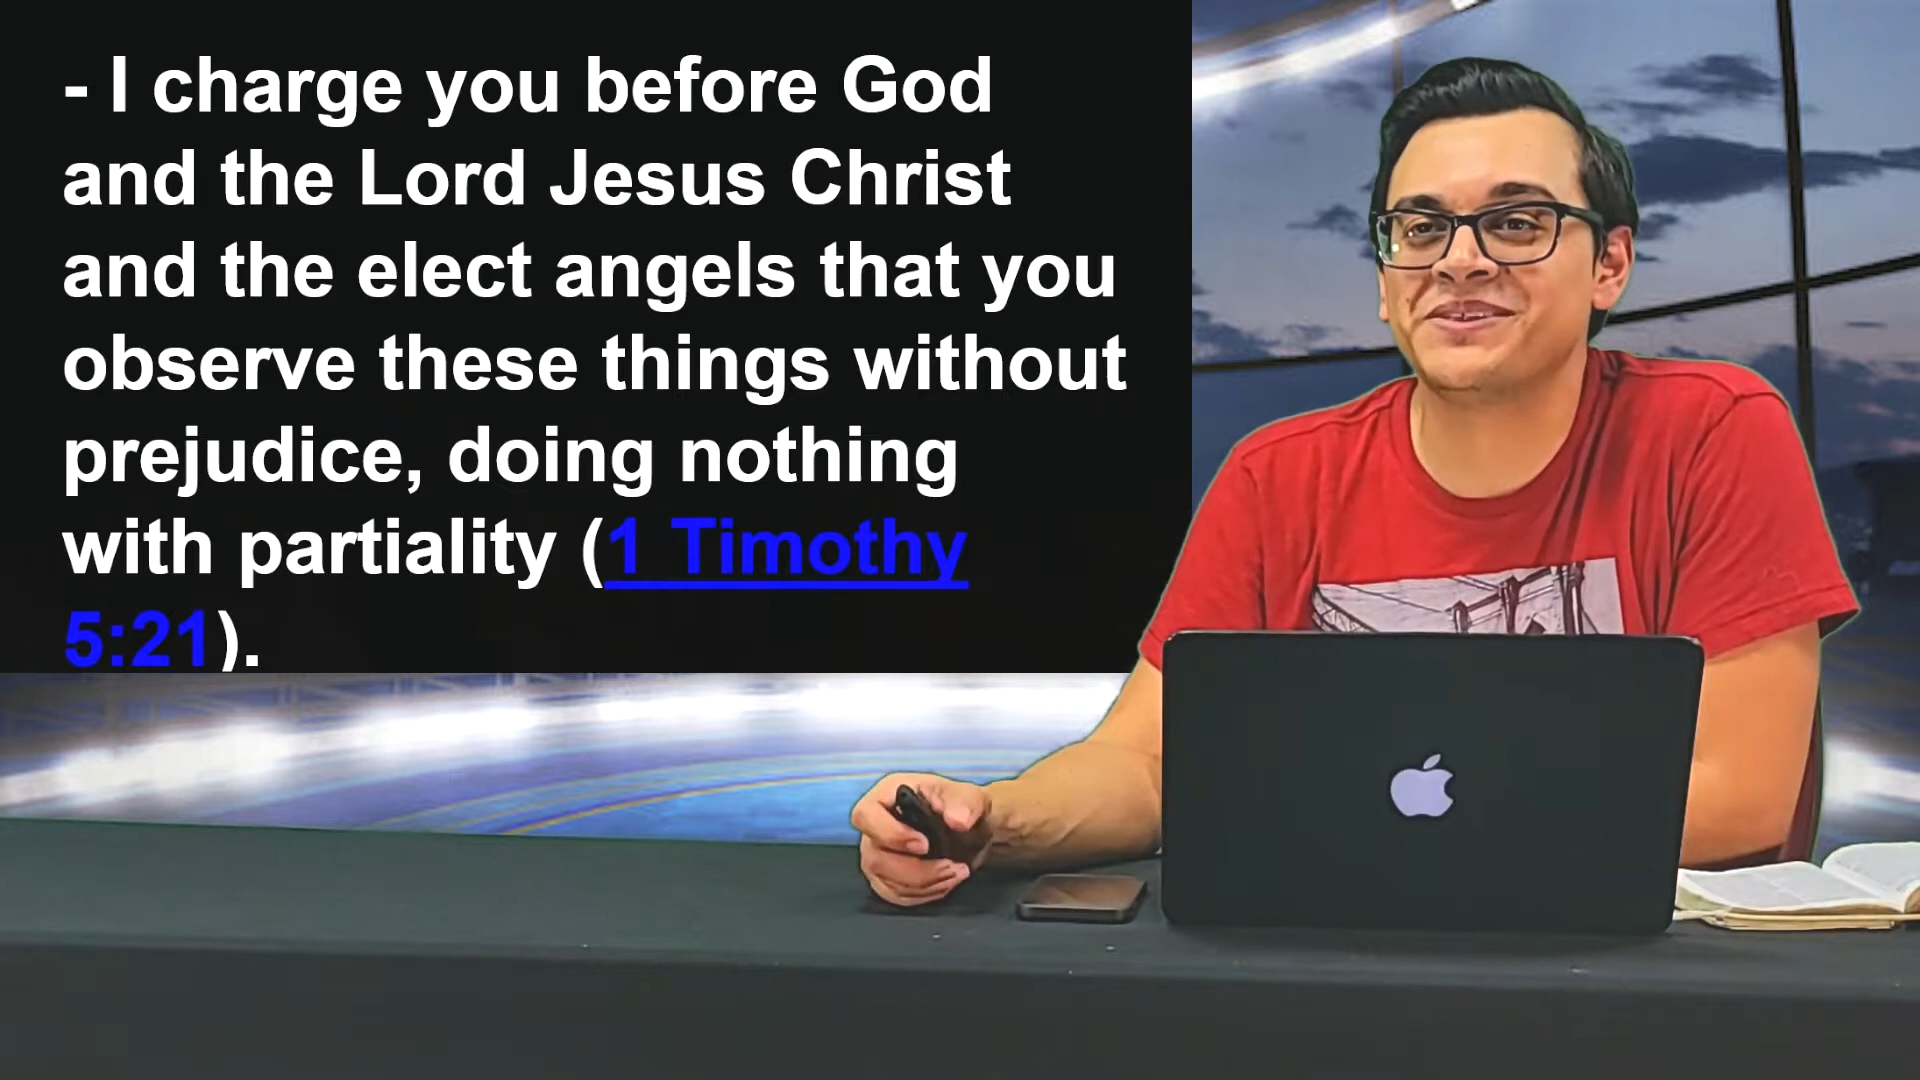 - I charge you before God
and the Lord Jesus Christ
and the elect angels that you
observe these things without
prejudice, doing nothing
with partiality (1 Timothy
5:21).